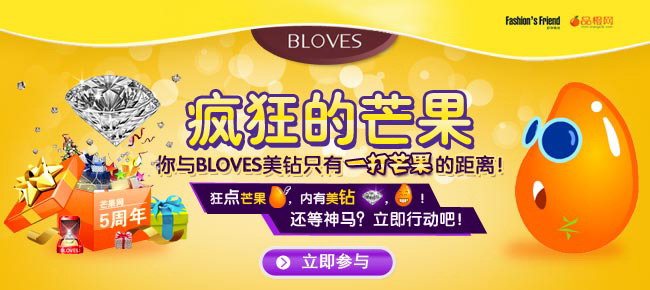 Fashion's Friend
品橙网
BLOVES
疯狂的芒果
你与BLOVES美钻只有一打芒果的距离!
狂点芒果,内有美钻,!
还等神马?立即行动吧!
芒果网
5周年
BLOVES
立即参与